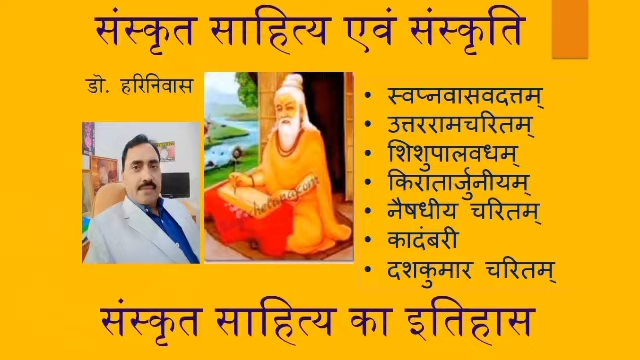 संस्कृत साहित्य एवं संस्कृति
डॊ. हरिनिवास
• स्वप्नवासवदत्तम्
• उत्तररामचरितम्
• शिशुपालवधम्
• किरातार्जुनीयम्
• नैषधीय चरितम्
• कादंबरी
• दशकुमार चरितम्
संस्कृत साहित्य का इतिहास